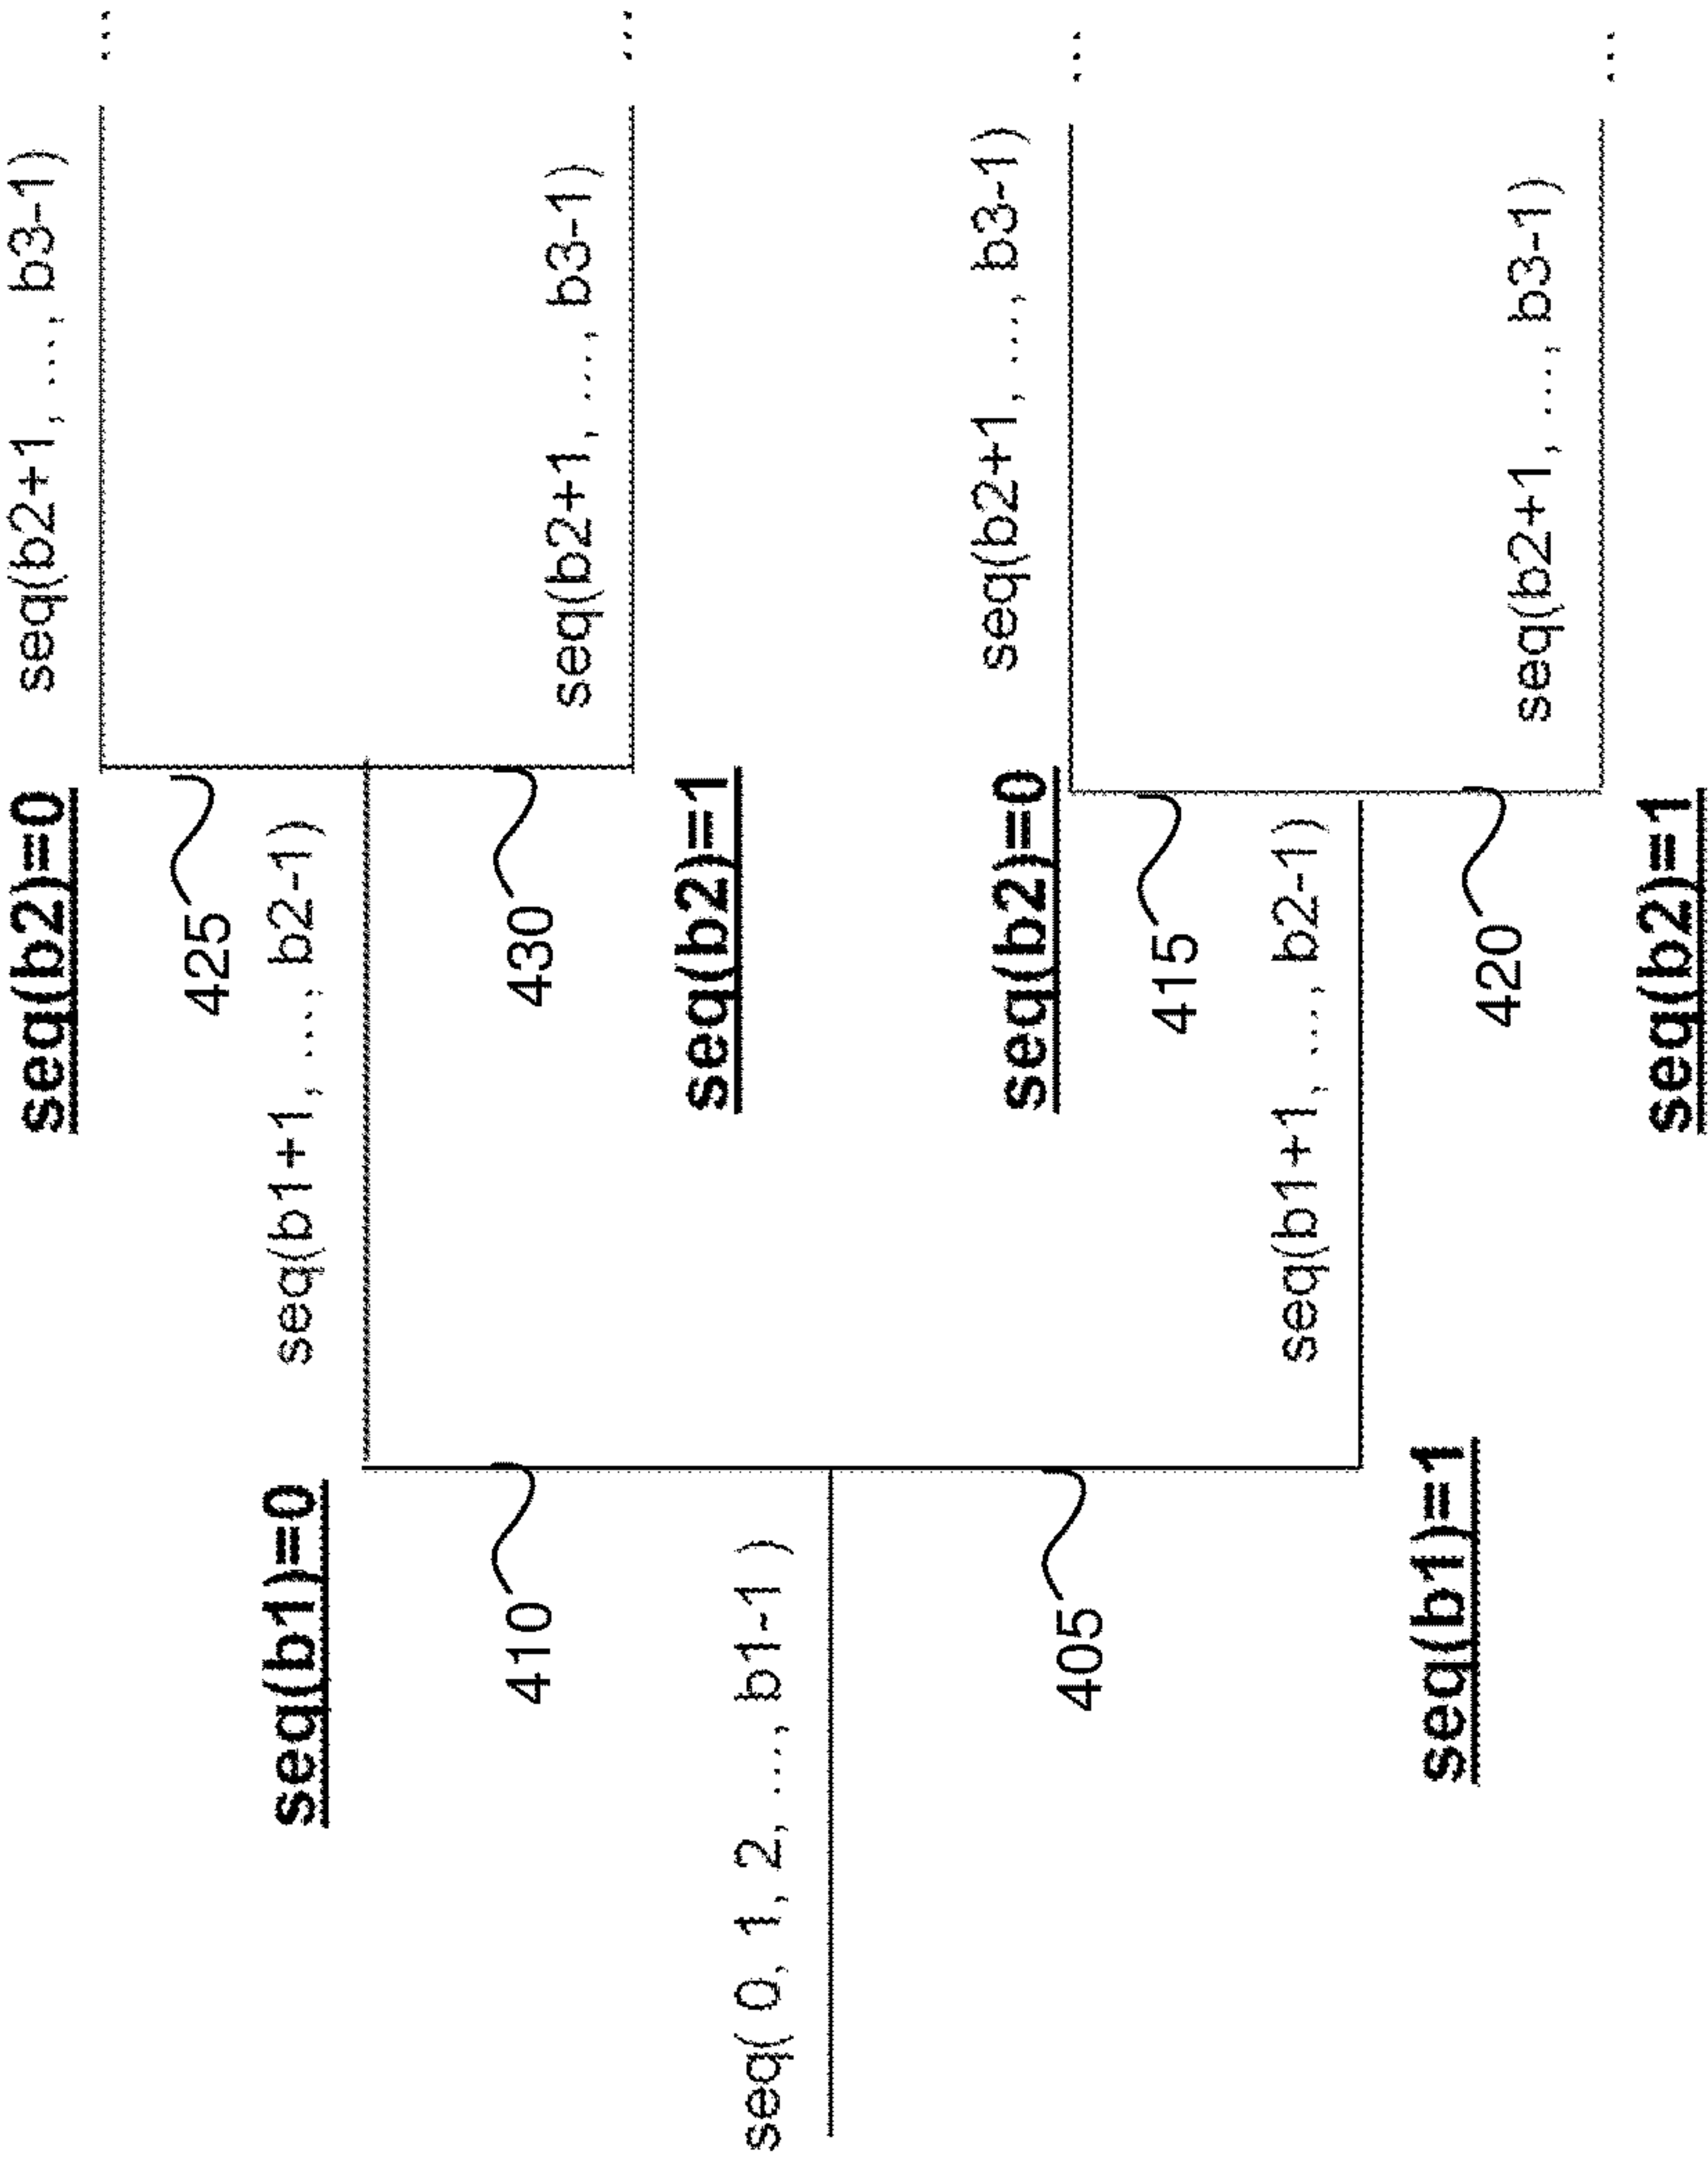 seq(b2)=0
seq(b2+1, ..., b3-1)
...
425
seq(b1)=0
seq(b1+1, ..., b2-1)
410
430
seq(b2+1, ..., b3-1)
...
seq(b2)=1
seq( 0, 1, 2, ..., b1-1 )
seq(b2)=0
seq(b2+1, ..., b3-1)
...
405
415
seq(b1+1, ..., b2-1)
seq(b1)=1
420
seq(b2+1, ..., b3-1)
...
seq(b2)=1